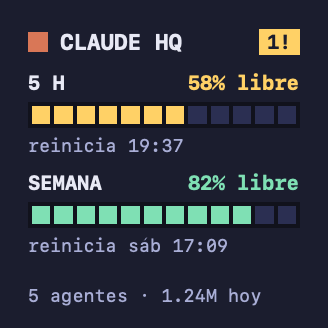 CLAUDE HQ 1!
5 H 58% libre
reinicia 19:37
SEMANA 82% libre
reinicia sáb 17:09
5 agentes · 1.24M hoy